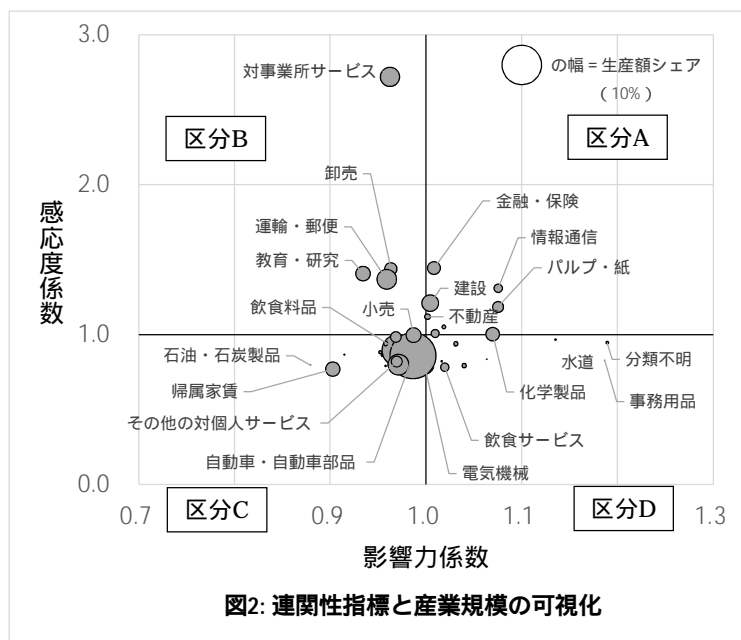 3.0
対事業所サービス
の幅 = 生産額シェア
（10%）
区分B
区分A
2.0
卸売
金融・保険
運輸・郵便
情報通信
教育・研究
パルプ・紙
感応度係数
建設
飲食料品
小売
不動産
1.0
石油・石炭製品
水道
分類不明
帰属家賃
化学製品
事務用品
その他の対個人サービス
飲食サービス
自動車・自動車部品
電気機械
0.0
区分C
区分D
0.7
0.9
1.0
1.1
1.3
影響力係数
図2: 連関性指標と産業規模の可視化